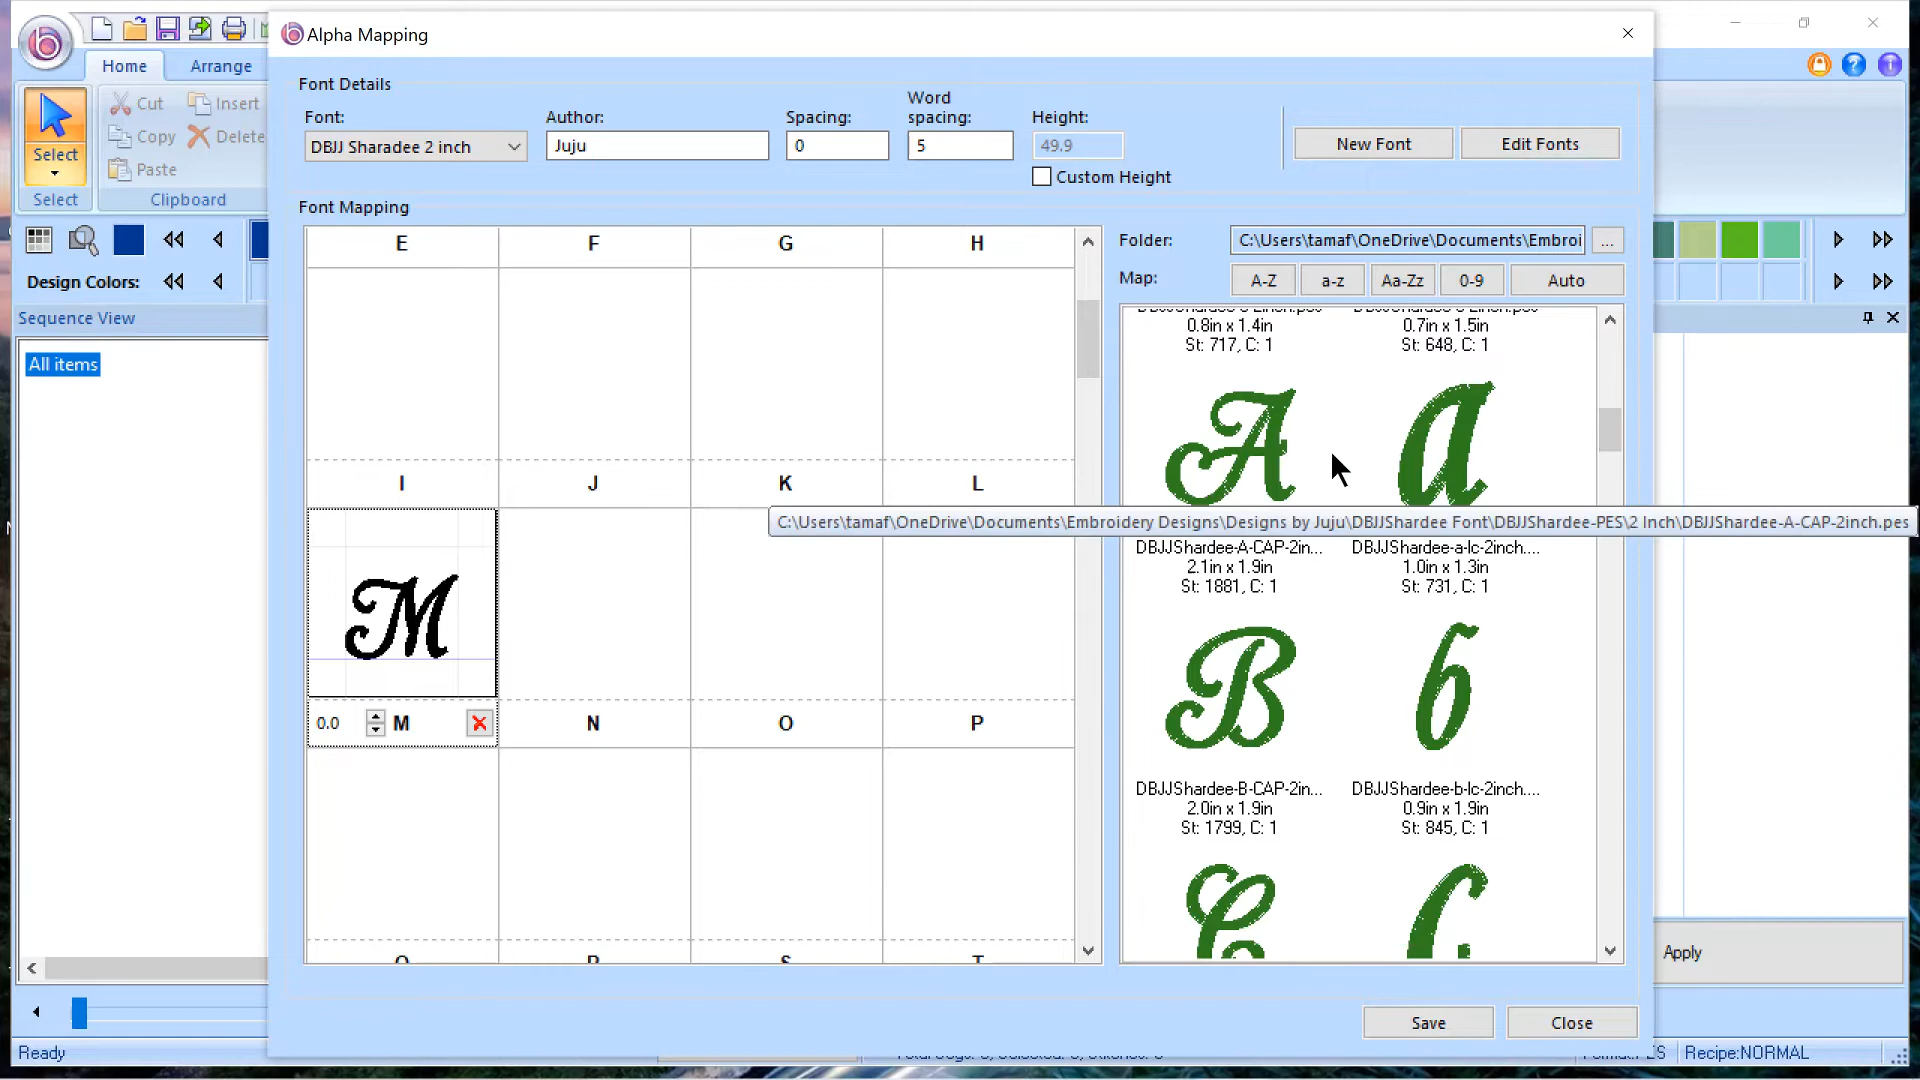 Alpha Mapping
Home
Arrange
Select
Select
Cut
Copy
Paste
Insert
Delete
Clipboard
Font Details
Font:
DBJJ Sharadee 2 inch
Author:
Juju
Spacing:
0
Word
spacing:
5
Height:
49.9
Custom Height
New Font
Edit Fonts
Design Colors:
Sequence View
All items
Font Mapping
E F G H
I J K L
M
0.0 M N O P
Folder:
C:\Users\tamaf\OneDrive\Documents\Embroi
...
Map:
A-Z
a-z
Aa-Zz
0-9
Auto
0.8in x 1.4in
St: 717, C: 1
0.7in x 1.5in
St: 648, C: 1
A a
C:\Users\tamaf\OneDrive\Documents\Embroidery Designs\Designs by Juju\DBJJShardee Font\DBJJShardee-PES\2 Inch\DBJJShardee-A-CAP-2inch.pes
DBJJShardee-A-CAP-2in...
2.1in x 1.9in
St: 1881, C: 1
DBJJShardee-a-lc-2inch....
1.0in x 1.3in
St: 731, C: 1
B b
DBJJShardee-B-CAP-2in...
2.0in x 1.9in
St: 1799, C: 1
DBJJShardee-b-lc-2inch....
0.9in x 1.9in
St: 845, C: 1
Save
Close
Apply
Ready
Recipe:NORMAL